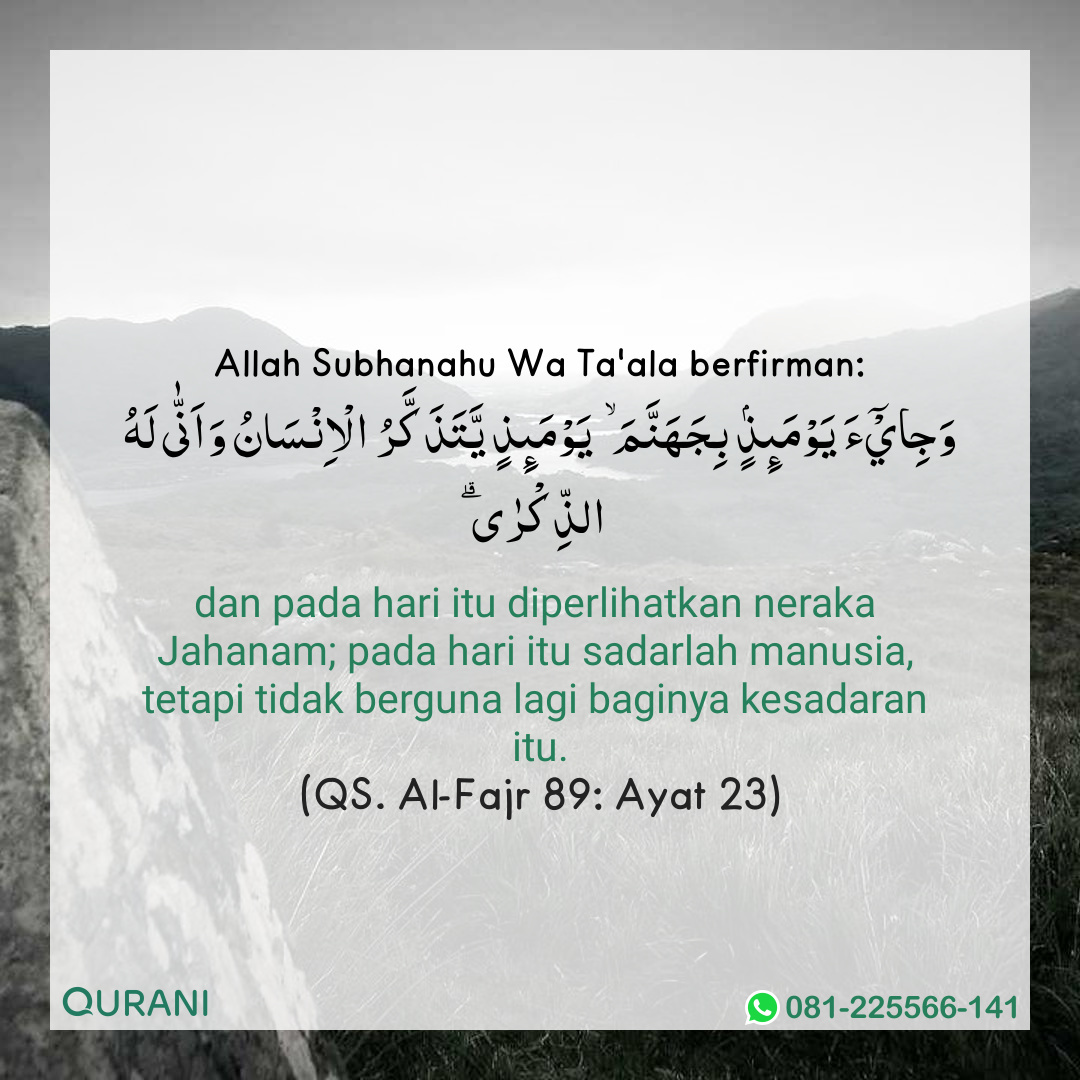 Allah Subhanahu Wa Ta'ala berfirman:
وَجِايْۤءَ يَوْمَىِٕذٍۢ بِجَهَنَّمَ ۙ يَوْمَىِٕذٍ يَّتَذَكَّرُ الْاِنْسَانُ وَاَنّٰى لَهُ
الذِّكْرٰى ۗ
dan pada hari itu diperlihatkan neraka
Jahanam; pada hari itu sadarlah manusia,
tetapi tidak berguna lagi baginya kesadaran
itu.
(QS. Al-Fajr 89: Ayat 23)
QURANI
081-225566-141